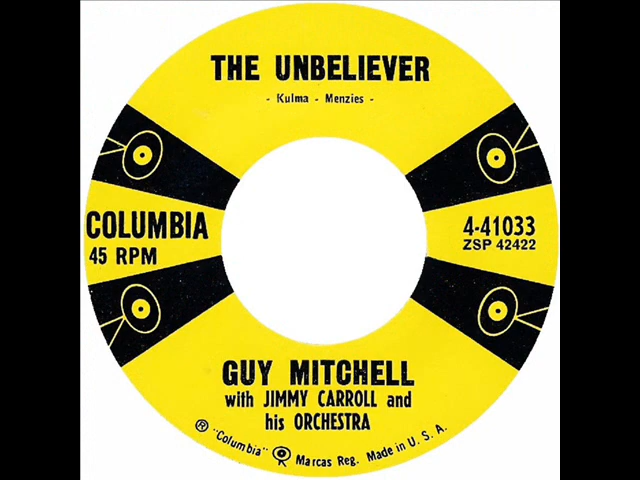 THE UNBELIEVER
- Kulma - Menzies -
COLUMBIA
45 RPM
4-41033
ZSP 42422
GUY MITCHELL
with JIMMY CARROLL and
his ORCHESTRA
® "Columbia" Marcas Reg. Made in U. S. A.